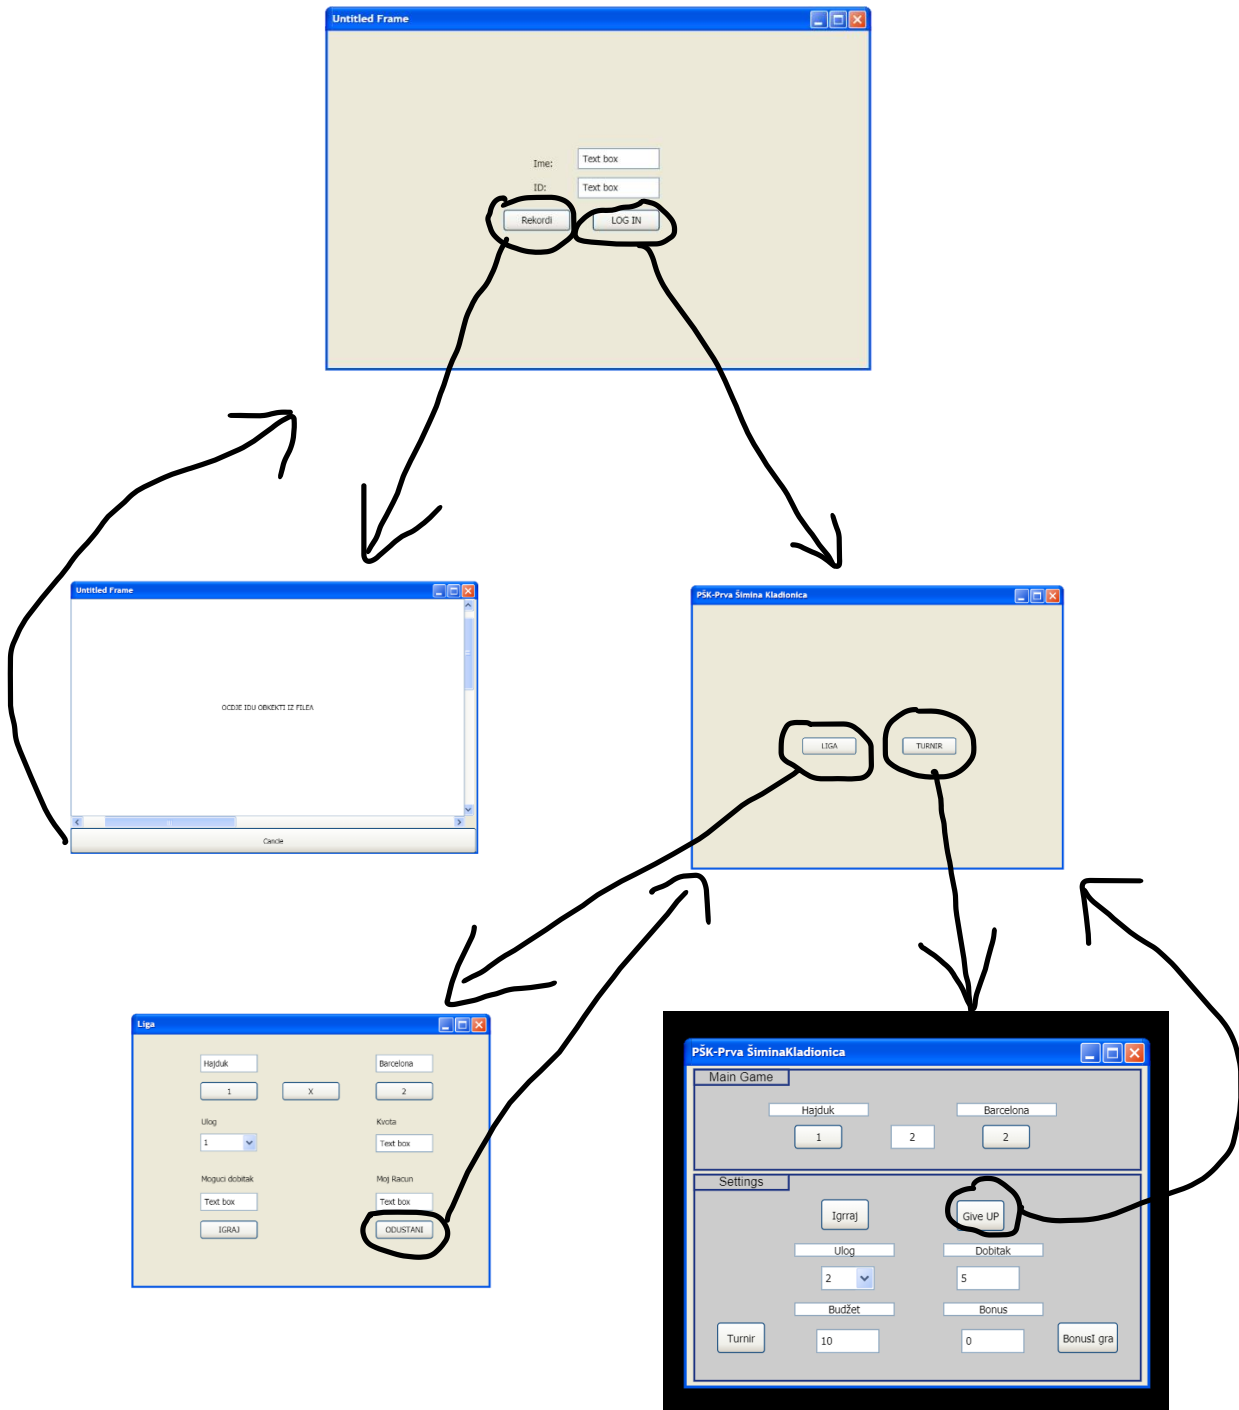 Untitled Frame
Ime: Text box
ID: Text box
Rekordi LOG IN
Untitled Frame
OCDJE IDU OBKEKTI IZ FILEA
Cancle
PŠK-Prva Šimina Kladionica
LIGA TURNIR
Liga
Hajduk Barcelona
1 X 2
Ulog Kvota
1 Text box
Moguci dobitak Moj Racun
Text box Text box
IGRAJ ODUSTANI
PŠK-Prva ŠiminaKladionica
Main Game
Hajduk Barcelona
1 2 2
Settings
Igrraj Give UP
Ulog Dobitak
2 5
Budžet Bonus
Turnir 10 0 BonusI gra